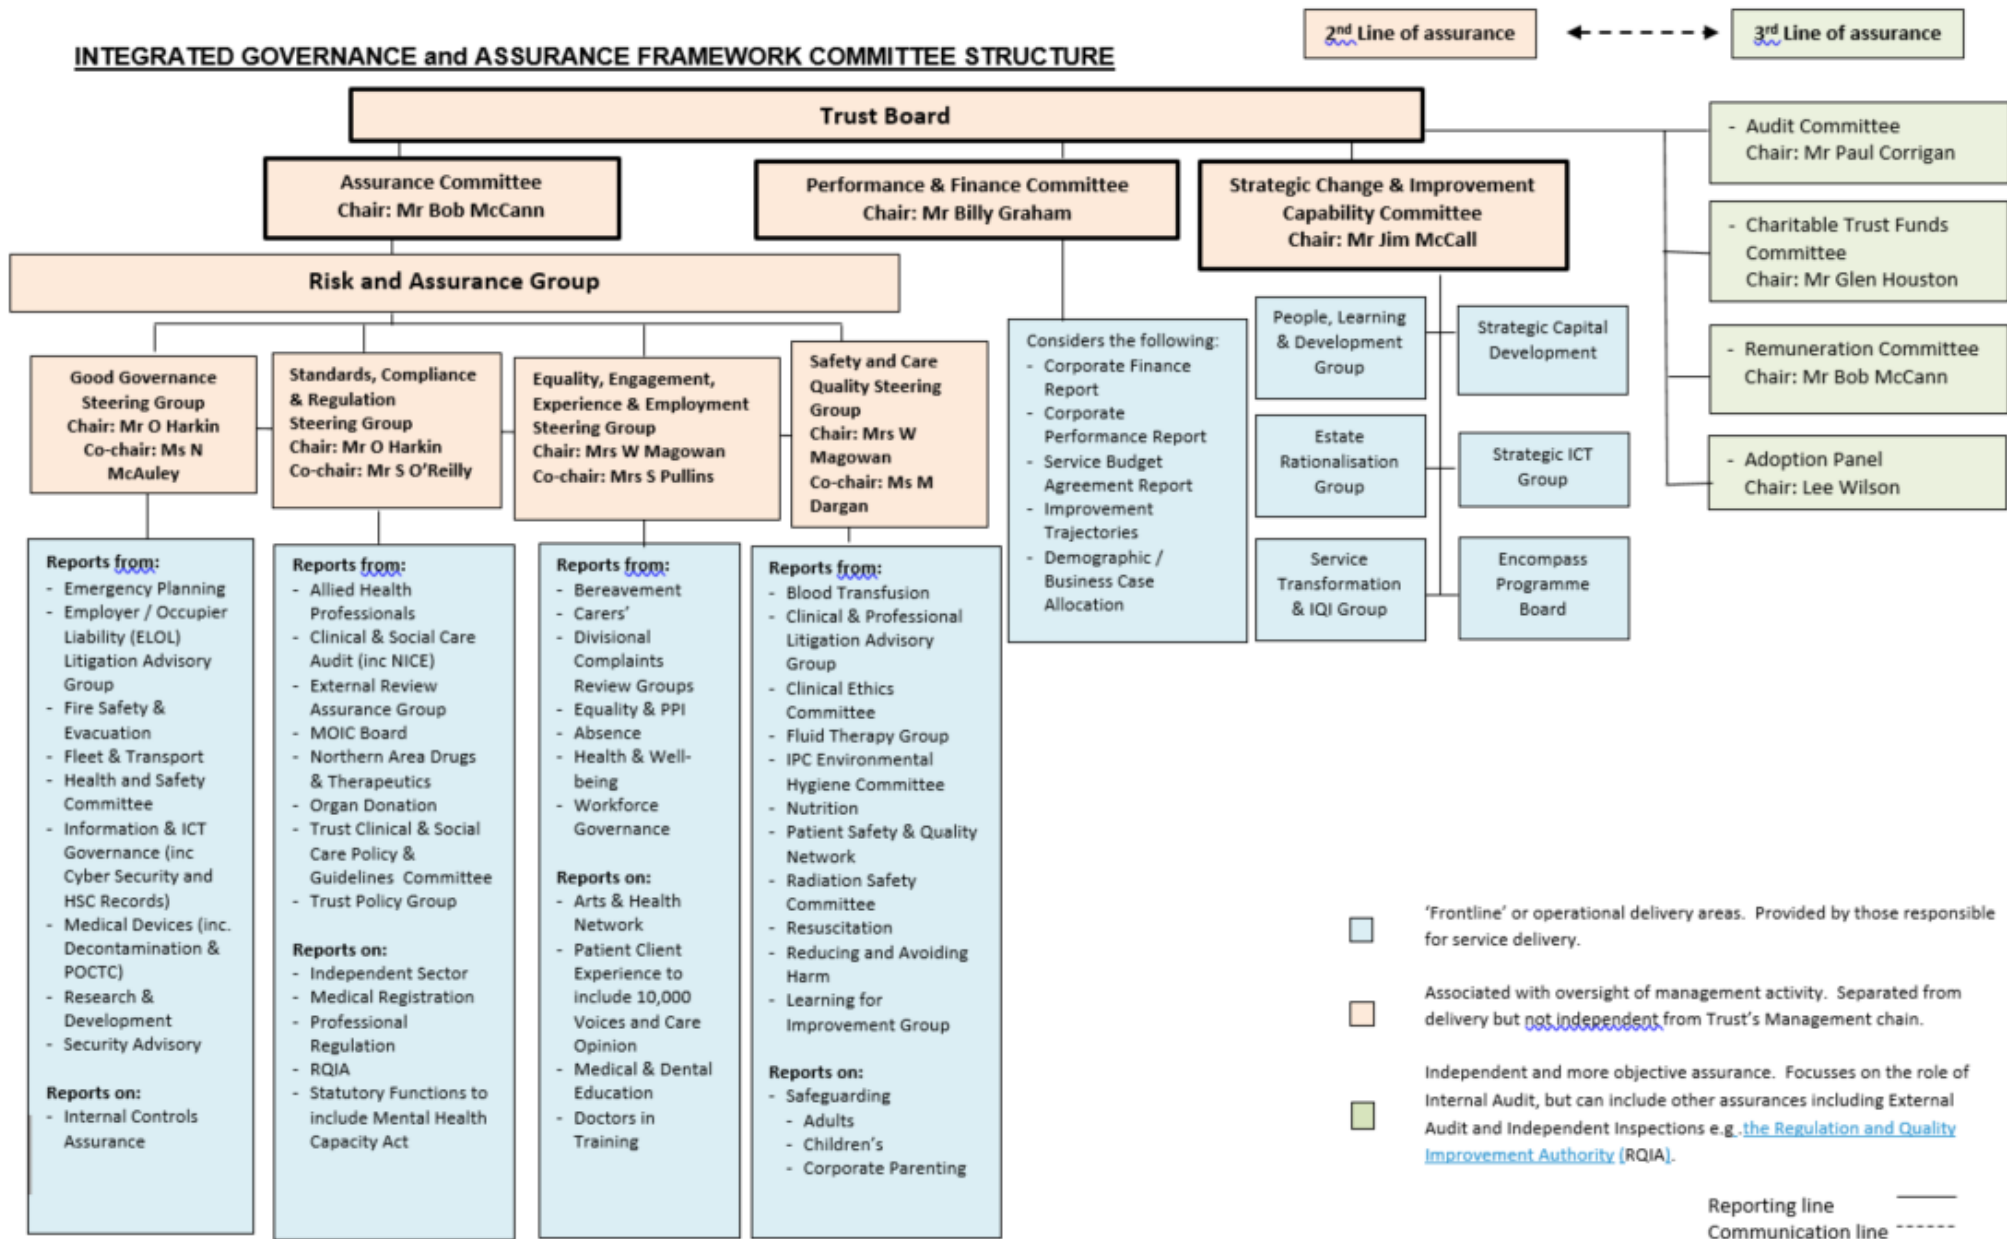 2nd Line of assurance
3rd Line of assurance
INTEGRATED GOVERNANCE and ASSURANCE FRAMEWORK COMMITTEE STRUCTURE
Trust Board
Assurance Committee
Chair: Mr Bob McCann
Performance & Finance Committee
Chair: Mr Billy Graham
Strategic Change & Improvement
Capability Committee
Chair: Mr Jim McCall
- Audit Committee
Chair: Mr Paul Corrigan
- Charitable Trust Funds
Committee
Chair: Mr Glen Houston
- Remuneration Committee
Chair: Mr Bob McCann
- Adoption Panel
Chair: Lee Wilson
Risk and Assurance Group
Good Governance
Steering Group
Chair: Mr O Harkin
Co-chair: Ms N
McAuley
Standards, Compliance
& Regulation
Steering Group
Chair: Mr O Harkin
Co-chair: Mr S O'Reilly
Equality, Engagement,
Experience & Employment
Steering Group
Chair: Mrs W Magowan
Co-chair: Mrs S Pullins
Safety and Care
Quality Steering
Group
Chair: Mrs W
Magowan
Co-chair: Ms M
Dargan
Considers the following:
- Corporate Finance
Report
- Corporate
Performance Report
- Service Budget
Agreement Report
- Improvement
Trajectories
- Demographic /
Business Case
Allocation
People, Learning
& Development
Group
Strategic Capital
Development
Estate
Rationalisation
Group
Strategic ICT
Group
Service
Transformation
& IQI Group
Encompass
Programme
Board
Reports from:
- Emergency Planning
- Employer / Occupier
Liability (ELOL)
Litigation Advisory
Group
- Fire Safety &
Evacuation
- Fleet & Transport
- Health and Safety
Committee
- Information & ICT
Governance (inc
Cyber Security and
HSC Records)
- Medical Devices (inc.
Decontamination &
POCTC)
- Research &
Development
- Security Advisory
Reports on:
- Internal Controls
Assurance
Reports from:
- Allied Health
Professionals
- Clinical & Social Care
Audit (inc NICE)
- External Review
Assurance Group
- MOIC Board
- Northern Area Drugs
& Therapeutics
- Organ Donation
- Trust Clinical & Social
Care Policy &
Guidelines Committee
- Trust Policy Group
Reports on:
- Independent Sector
- Medical Registration
- Professional
Regulation
- RQIA
- Statutory Functions to
include Mental Health
Capacity Act
Reports from:
- Bereavement
- Carers'
- Divisional
Complaints
Review Groups
- Equality & PPI
- Absence
- Health & Well-
being
- Workforce
Governance
Reports on:
- Arts & Health
Network
- Patient Client
Experience to
include 10,000
Voices and Care
Opinion
- Medical & Dental
Education
- Doctors in
Training
Reports from:
- Blood Transfusion
- Clinical & Professional
Litigation Advisory
Group
- Clinical Ethics
Committee
- Fluid Therapy Group
- IPC Environmental
Hygiene Committee
- Nutrition
- Patient Safety & Quality
Network
- Radiation Safety
Committee
- Resuscitation
- Reducing and Avoiding
Harm
- Learning for
Improvement Group
Reports on:
- Safeguarding
- Adults
- Children's
- Corporate Parenting
'Frontline' or operational delivery areas. Provided by those responsible
for service delivery.
Associated with oversight of management activity. Separated from
delivery but not independent from Trust's Management chain.
Independent and more objective assurance. Focusses on the role of
Internal Audit, but can include other assurances including External
Audit and Independent Inspections e.g .the Regulation and Quality
Improvement Authority (RQIA).
Reporting line
Communication line